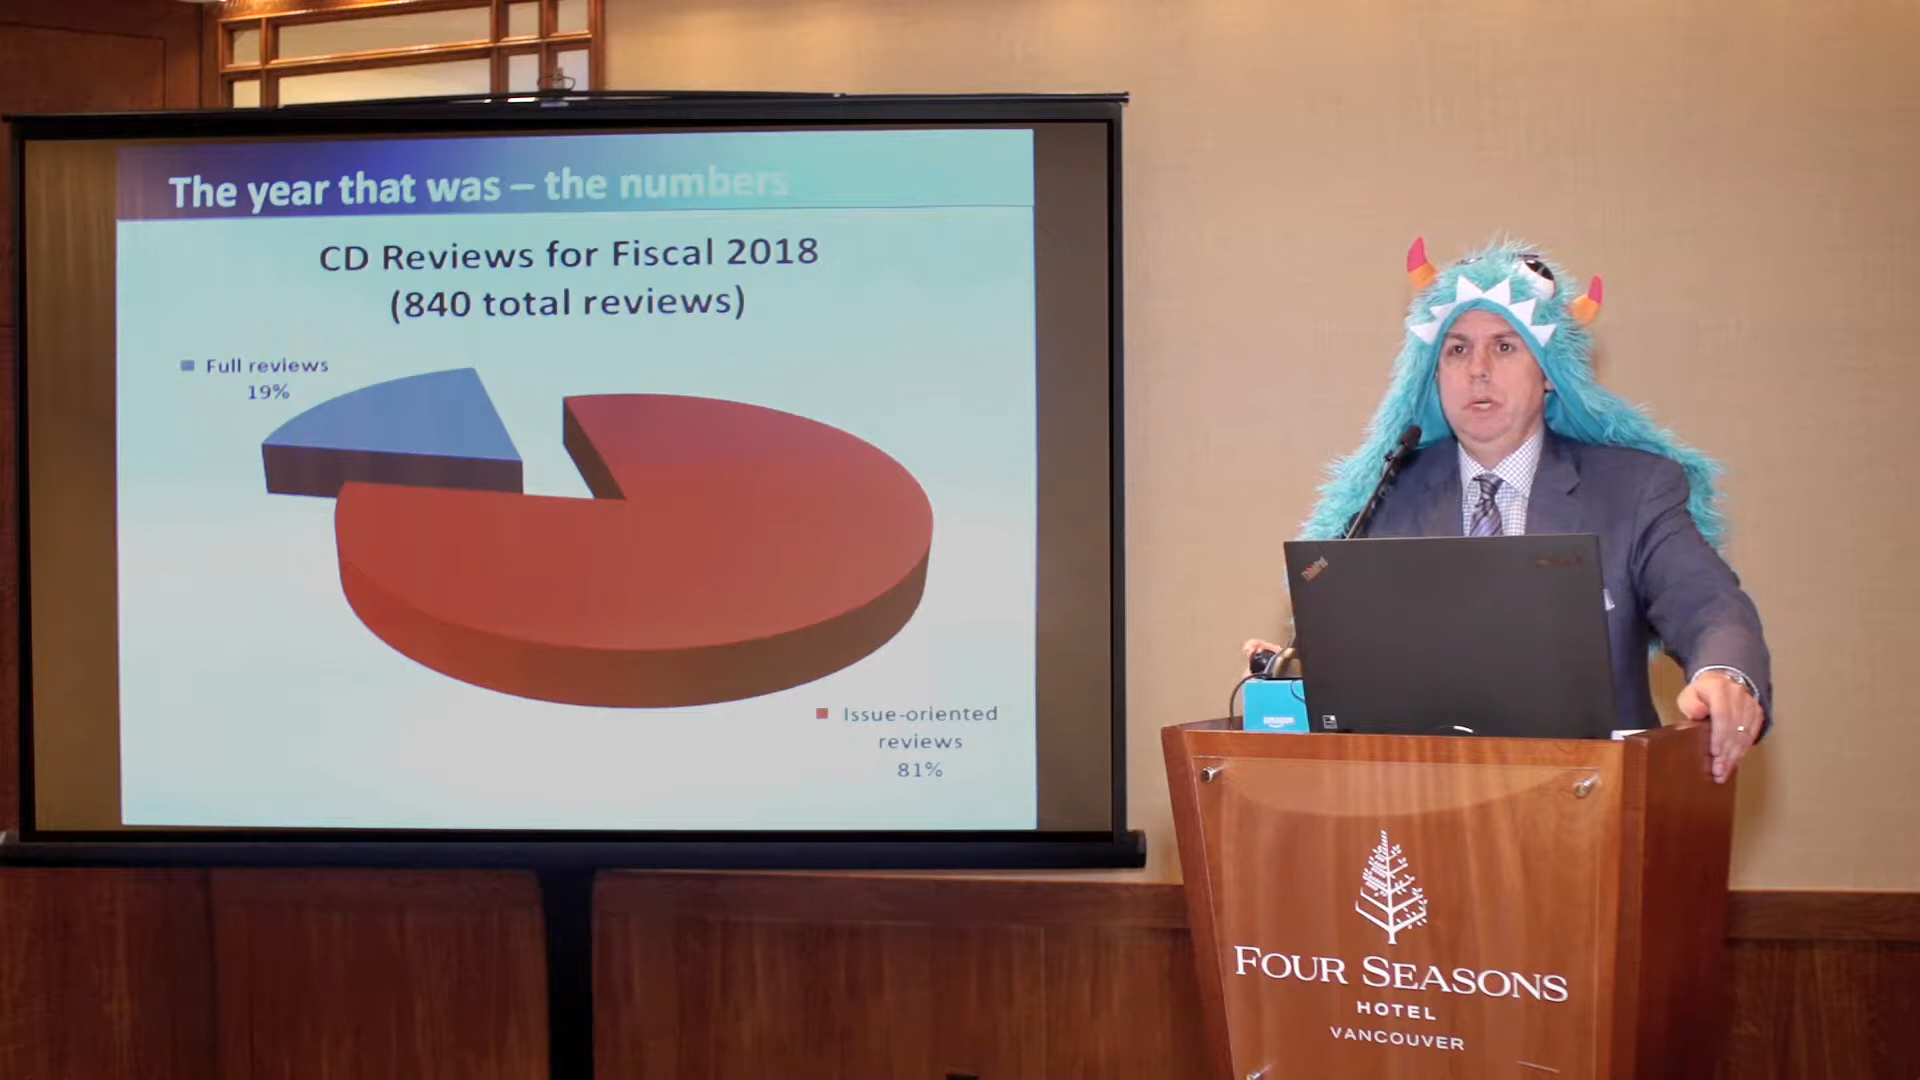 The year that was – the numbers
CD Reviews for Fiscal 2018
(840 total reviews)
Full reviews
19%
Issue-oriented
reviews
81%
ThinkPad
amazon
FOUR SEASONS
HOTEL
VANCOUVER